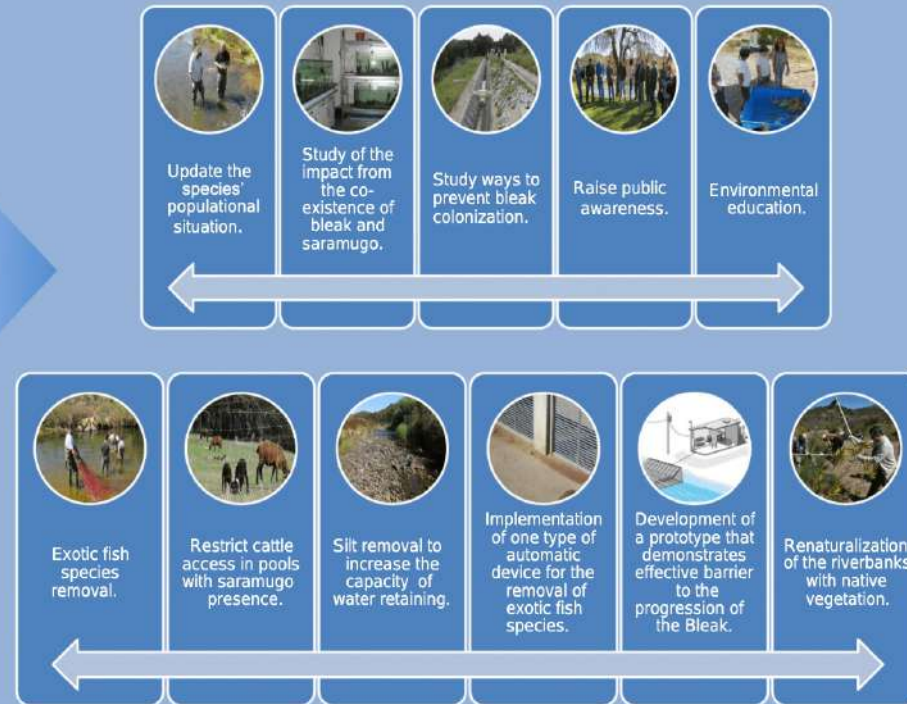 Update the
species'
populational
situation.
Study of the
impact from
the co-
existence of
bleak and
saramugo.
Study ways to
prevent bleak
colonization.
Raise public
awareness.
Environmental
education.
Exotic fish
species
removal.
Restrict cattle
access in pools
with saramugo
presence.
Silt removal to
increase the
capacity of
water retaining.
Implementation
of one type of
automatic
device for the
removal of
exotic fish
species.
Development of
a prototype that
demonstrates
effective barrier
to the
progression of
the Bleak.
Renaturalization
of the riverbanks
with native
vegetation.